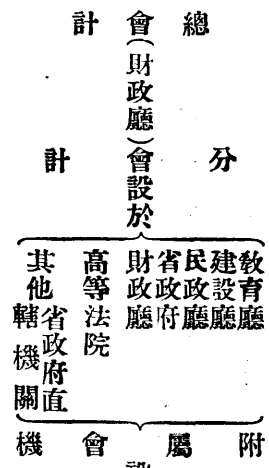 總會計
（財政廳）
分會計
設於
教育廳
建設廳
民政廳
省政府
財政廳
高等法院
其他省政府直
轄機關
附屬會機